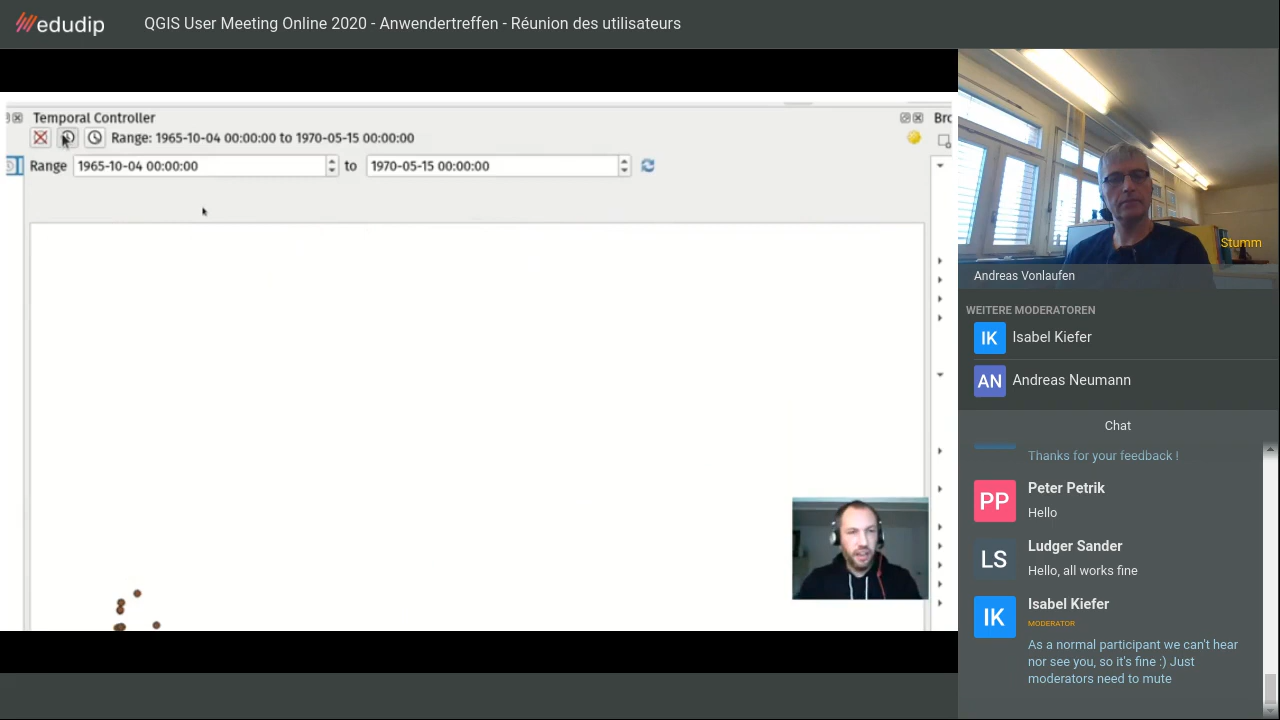 edudip
QGIS User Meeting Online 2020 - Anwendertreffen - Réunion des utilisateurs
Temporal Controller
Range: 1965-10-04 00:00:00 to 1970-05-15 00:00:00
Range 1965-10-04 00:00:00 to 1970-05-15 00:00:00
Bro
Stumm
Andreas Vonlaufen
WEITERE MODERATOREN
IK Isabel Kiefer
AN Andreas Neumann
Chat
Thanks for your feedback !
PP Peter Petrik
Hello
LS Ludger Sander
Hello, all works fine
IK Isabel Kiefer
MODERATOR
As a normal participant we can't hear
nor see you, so it's fine :) Just
moderators need to mute